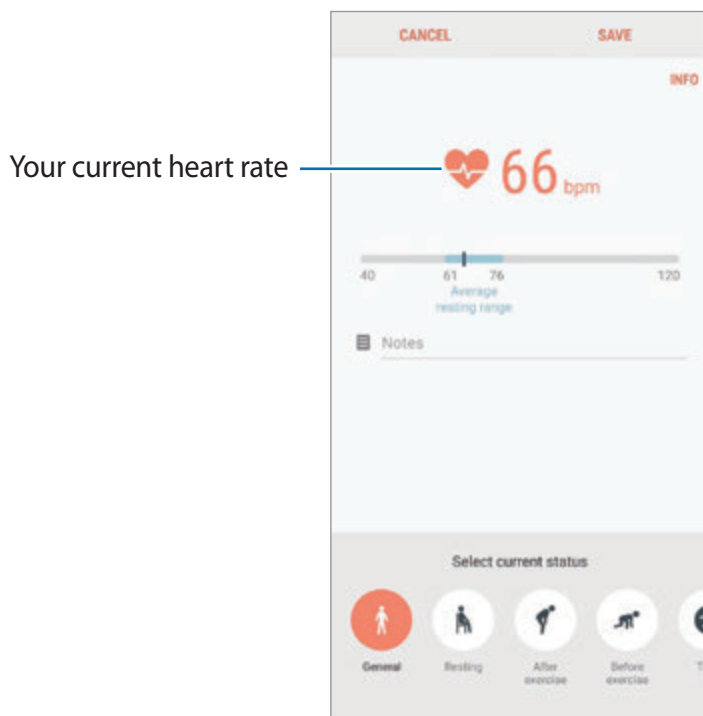 CANCEL SAVE
INFO
Your current heart rate
66 bpm
40 61 76 120
Average
resting range
Notes
Select current status
General Resting After Before
exercise exercise